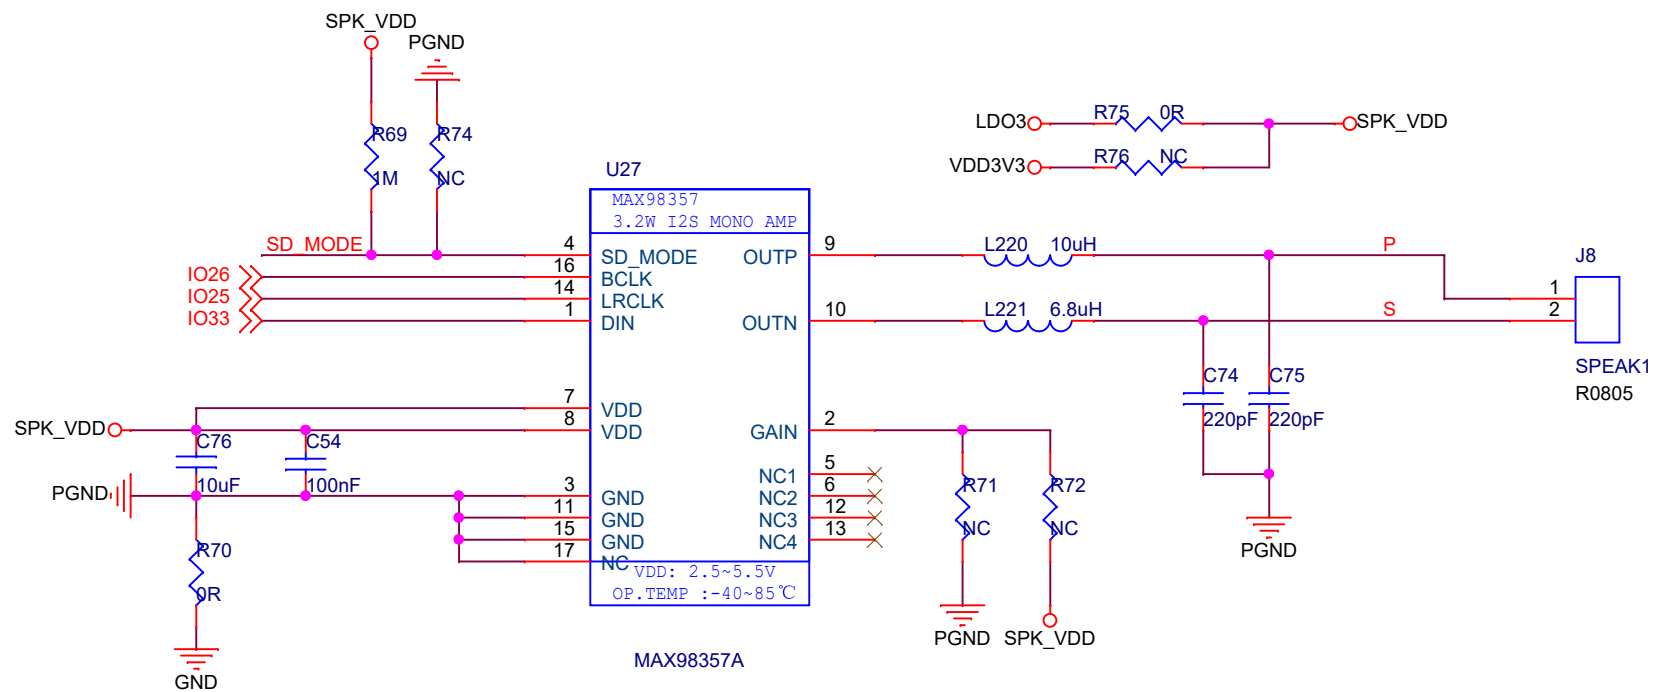 SPK_VDD
PGND
R69
1M
R74
NC
LDO3
R75 0R
SPK_VDD
VDD3V3
R76 NC
U27
MAX98357
3.2W I2S MONO AMP
SD_MODE
IO26
IO25
IO33
4
16
14
1
SD_MODE
BCLK
LRCLK
DIN
OUTP
OUTN
9
10
L220 10uH
L221 6.8uH
P
S
J8
1
2
SPEAK1
R0805
C74
220pF
C75
220pF
PGND
SPK_VDD
7
8
VDD
VDD
C76
10uF
C54
100nF
PGND
3
11
15
17
GND
GND
GND
NC
R70
0R
GND
GAIN
NC1
NC2
NC3
NC4
2
5
6
12
13
R71
NC
R72
NC
PGND
SPK_VDD
VDD: 2.5~5.5V
OP.TEMP :-40~85℃
MAX98357A